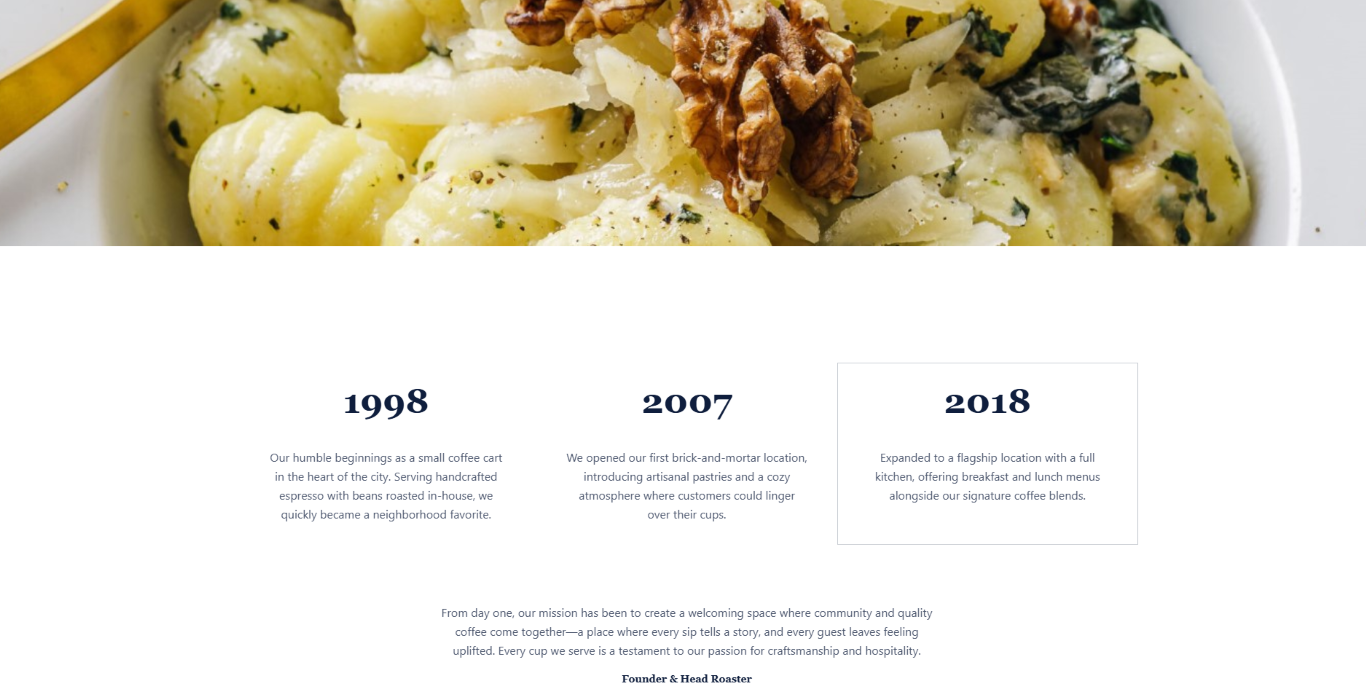 1998
Our humble beginnings as a small coffee cart
in the heart of the city. Serving handcrafted
espresso with beans roasted in-house, we
quickly became a neighborhood favorite.
2007
We opened our first brick-and-mortar location,
introducing artisanal pastries and a cozy
atmosphere where customers could linger
over their cups.
2018
Expanded to a flagship location with a full
kitchen, offering breakfast and lunch menus
alongside our signature coffee blends.
From day one, our mission has been to create a welcoming space where community and quality
coffee come together—a place where every sip tells a story, and every guest leaves feeling
uplifted. Every cup we serve is a testament to our passion for craftsmanship and hospitality.
Founder & Head Roaster